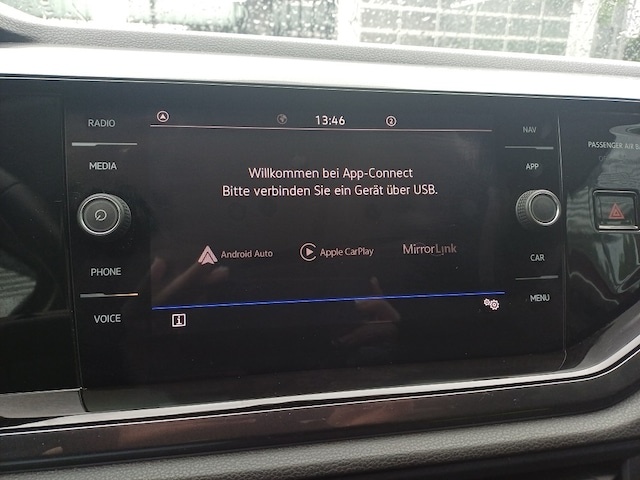 RADIO
13:46
NAV
PASSENGER AIR
MEDIA
APP
Willkommen bei App-Connect
Bitte verbinden Sie ein Gerät über USB.
Android Auto
Apple CarPlay
MirrorLink
PHONE
CAR
VOICE
MENU